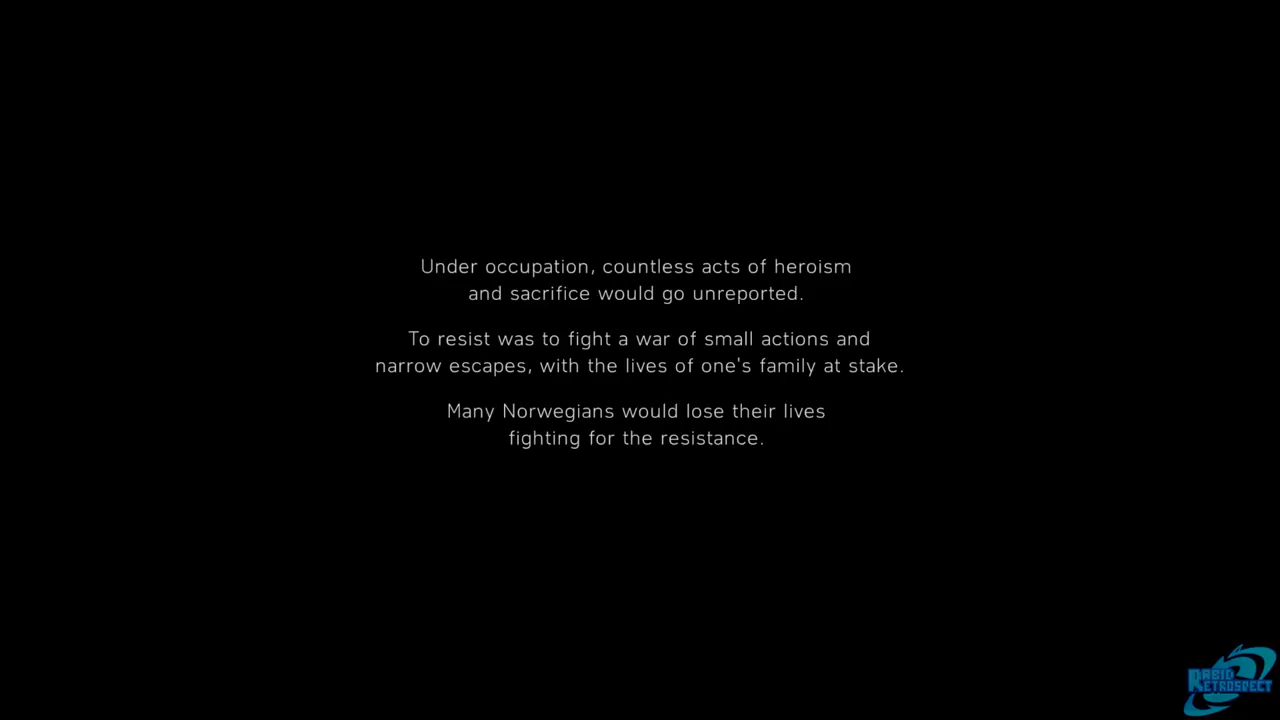 Under occupation, countless acts of heroism
and sacrifice would go unreported.
To resist was to fight a war of small actions and
narrow escapes, with the lives of one's family at stake.
Many Norwegians would lose their lives
fighting for the resistance.
RABID
RETROSPECT